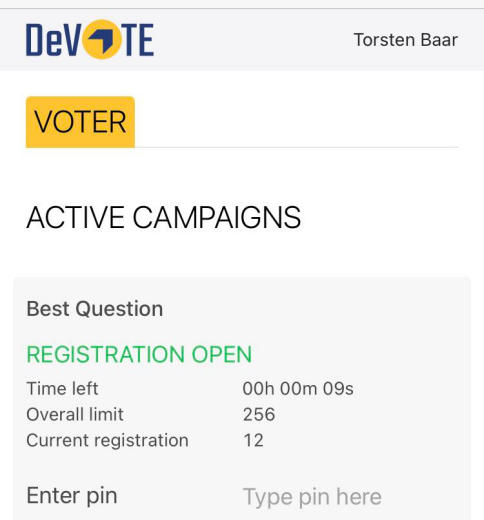 DeVOTE
Torsten Baar
VOTER
ACTIVE CAMPAIGNS
Best Question
REGISTRATION OPEN
Time left 00h 00m 09s
Overall limit 256
Current registration 12
Enter pin Type pin here